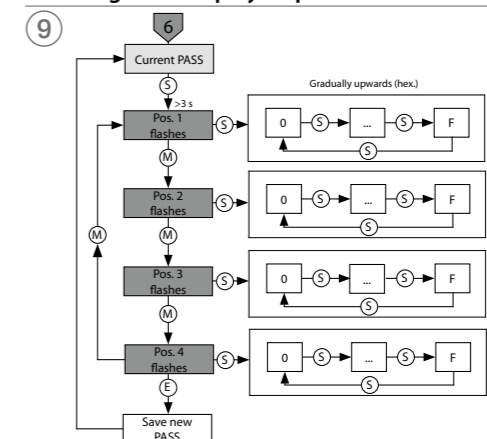 9
6
Current PASS
S
>3 s
Gradually upwards (hex.)
Pos. 1
flashes
S
0 S ... S F
S
M
Pos. 2
flashes
S
0 S ... S F
S
M
M
Pos. 3
flashes
S
0 S ... S F
S
M
Pos. 4
flashes
S
0 S ... S F
S
E
Save new
PASS